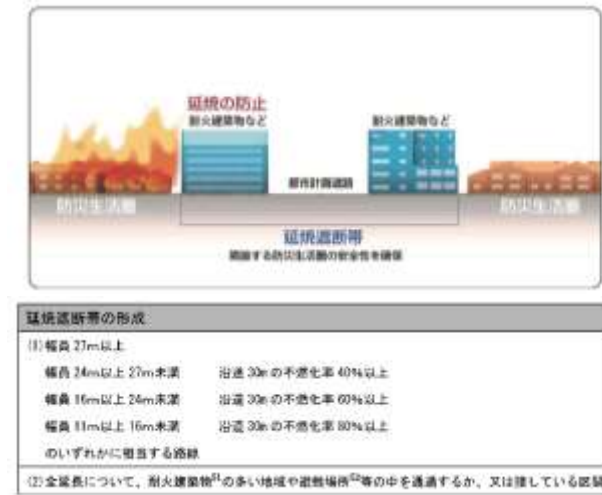 延焼の防止
耐火建築物など
耐火建築物など
都市計画道路
防災生活圏
防災生活圏
延焼遮断帯
隣接する防災生活圏の安全性を確保
延焼遮断帯の形成
(1)幅員 27m以上
幅員 24m以上 27m未満 沿道 30m の不燃化率 40%以上
幅員 16m以上 24m未満 沿道 30m の不燃化率 60%以上
幅員 11m以上 16m未満 沿道 30m の不燃化率 80%以上
のいずれかに相当する路線
(2)全延長について、耐火建築物の多い地域や避難場所等の中を通過するか、又は接している区間